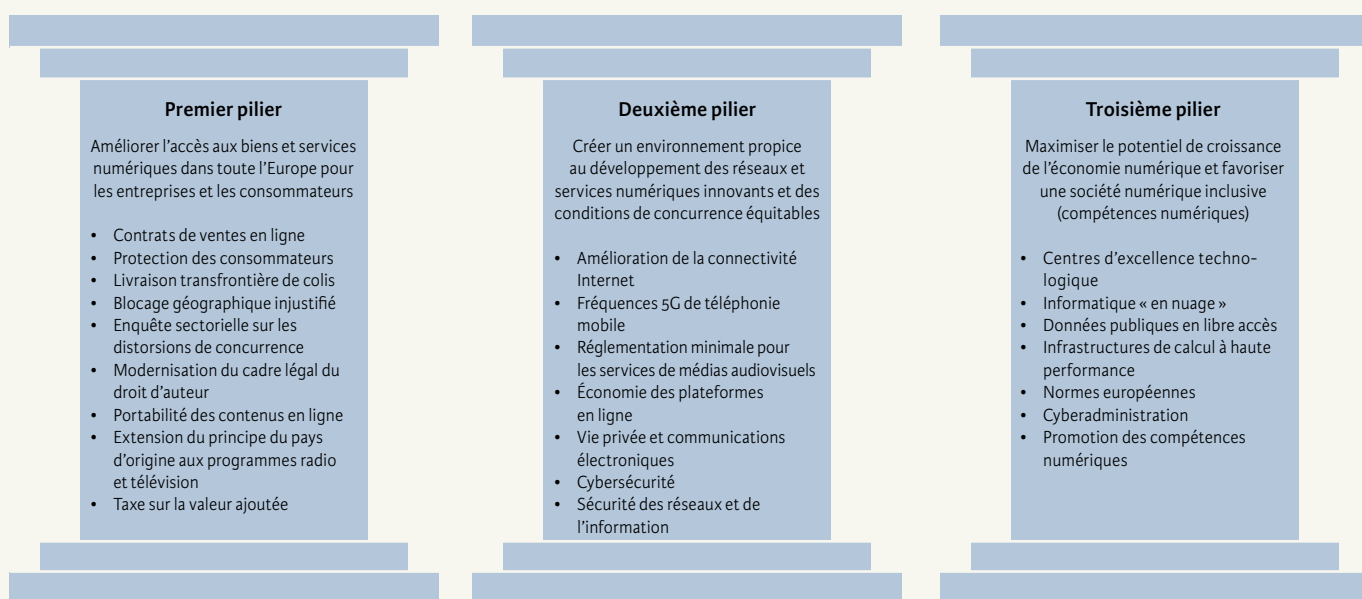 Premier pilier
Améliorer l'accès aux biens et services
numériques dans toute l'Europe pour
les entreprises et les consommateurs
• Contrats de ventes en ligne
• Protection des consommateurs
• Livraison transfrontière de colis
• Blocage géographique injustifié
• Enquête sectorielle sur les
distorsions de concurrence
• Modernisation du cadre légal du
droit d'auteur
• Portabilité des contenus en ligne
• Extension du principe du pays
d'origine aux programmes radio
et télévision
• Taxe sur la valeur ajoutée
Deuxième pilier
Créer un environnement propice
au développement des réseaux et
services numériques innovants et des
conditions de concurrence équitables
• Amélioration de la connectivité
Internet
• Fréquences 5G de téléphonie
mobile
• Réglementation minimale pour
les services de médias audiovisuels
• Économie des plateformes
en ligne
• Vie privée et communications
électroniques
• Cybersécurité
• Sécurité des réseaux et de
l'information
Troisième pilier
Maximiser le potentiel de croissance
de l'économie numérique et favoriser
une société numérique inclusive
(compétences numériques)
• Centres d'excellence techno-
logique
• Informatique « en nuage »
• Données publiques en libre accès
• Infrastructures de calcul à haute
performance
• Normes européennes
• Cyberadministration
• Promotion des compétences
numériques